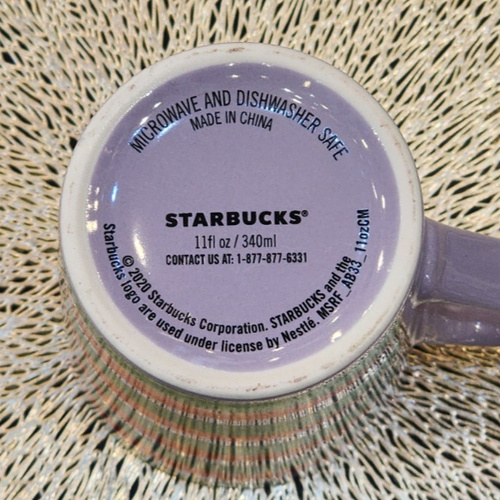 MICROWAVE AND DISHWASHER SAFE
MADE IN CHINA
STARBUCKS®
11fl oz / 340ml
CONTACT US AT: 1-877-877-6331
© 2020 Starbucks Corporation. STARBUCKS and the
Starbucks logo are used under license by Nestlé. MSRF_AB33_11ozCM